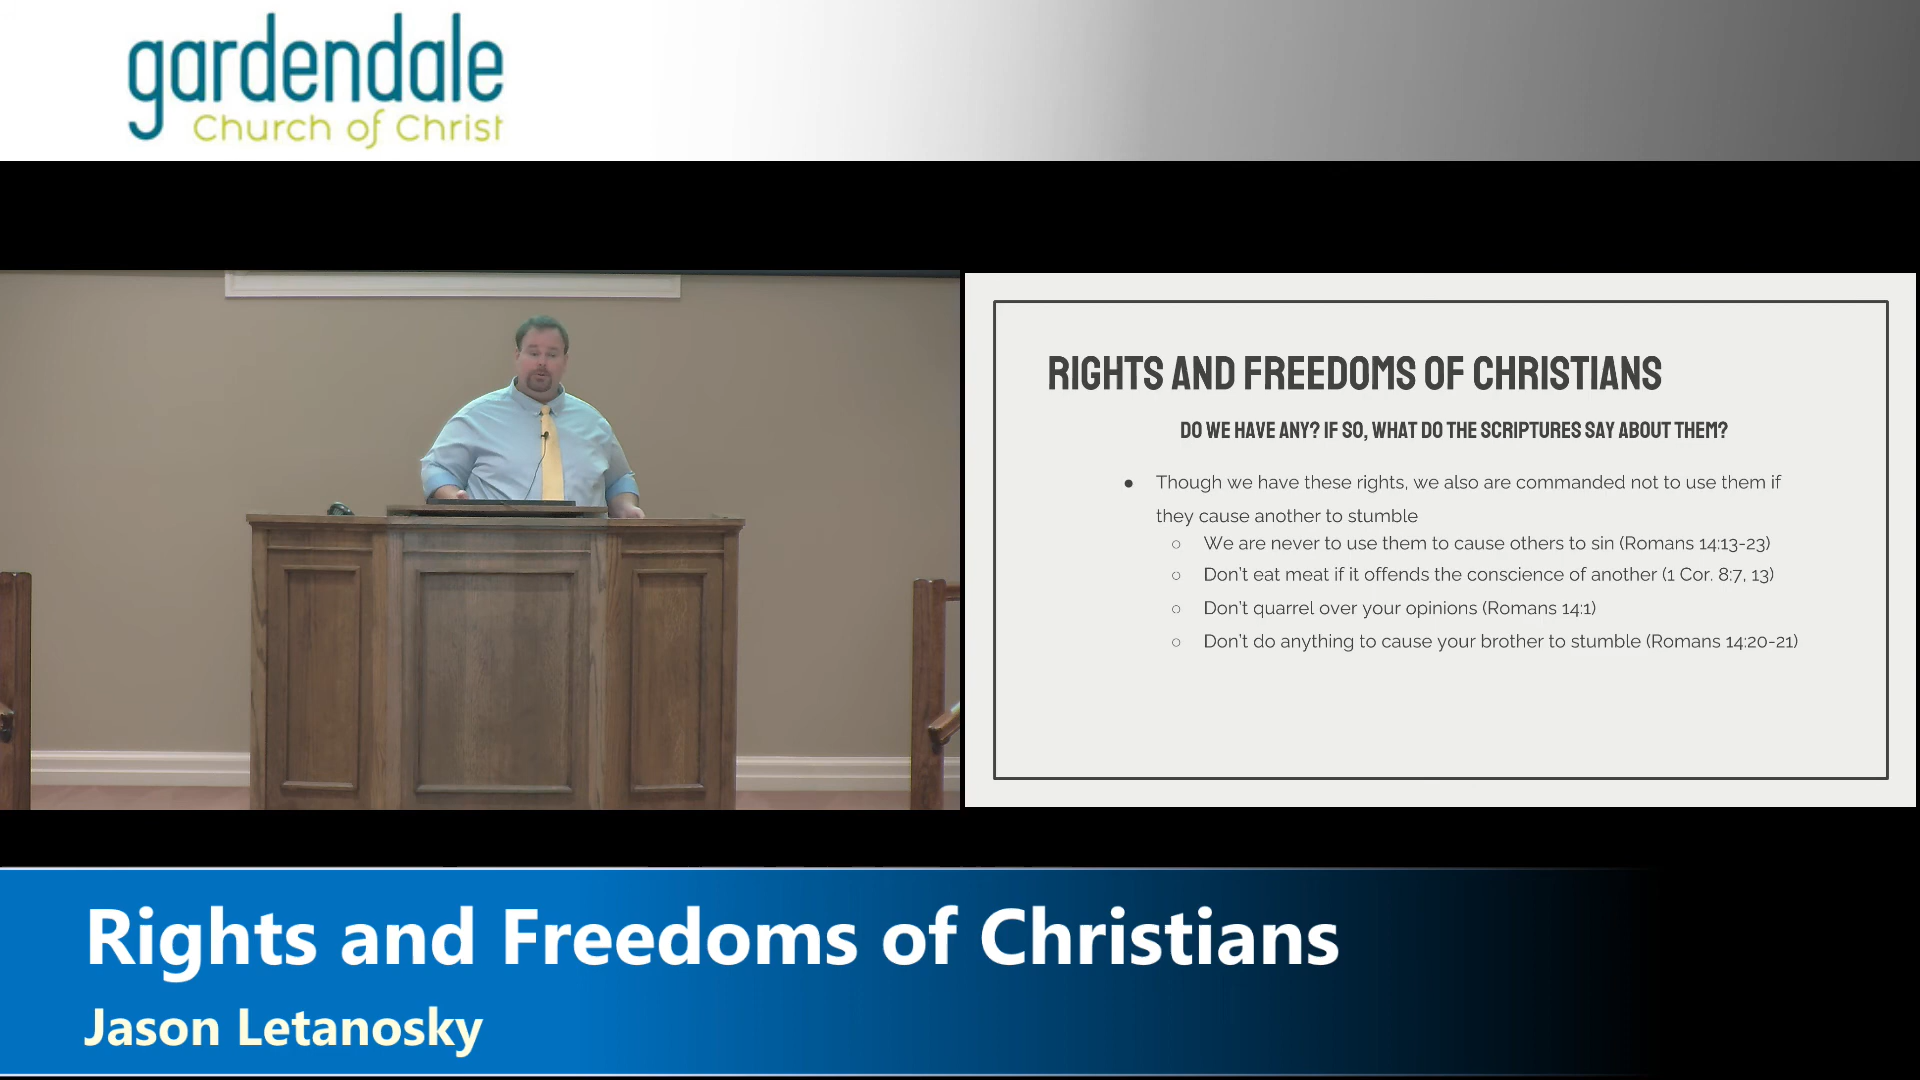 gardendale
Church of Christ
RIGHTS AND FREEDOMS OF CHRISTIANS
DO WE HAVE ANY? IF SO, WHAT DO THE SCRIPTURES SAY ABOUT THEM?
● Though we have these rights, we also are commanded not to use them if
they cause another to stumble
○ We are never to use them to cause others to sin (Romans 14:13-23)
○ Don't eat meat if it offends the conscience of another (1 Cor. 8:7, 13)
○ Don't quarrel over your opinions (Romans 14:1)
○ Don't do anything to cause your brother to stumble (Romans 14:20-21)
Rights and Freedoms of Christians
Jason Letanosky